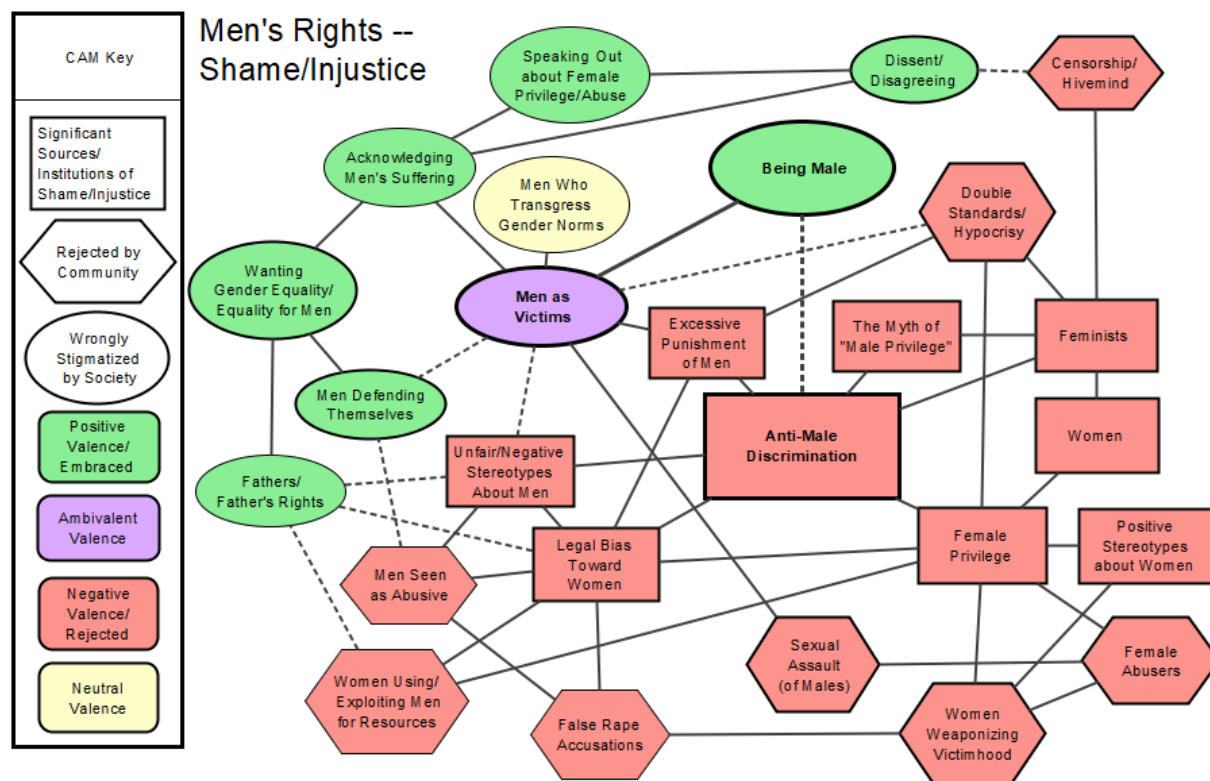 CAM Key
Significant
Sources/
Institutions of
Shame/Injustice
Rejected by
Community
Wrongly
Stigmatized
by Society
Positive
Valence/
Embraced
Ambivalent
Valence
Negative
Valence/
Rejected
Neutral
Valence
Men's Rights --
Shame/Injustice
Speaking Out
about Female
Privilege/Abuse
Dissent/
Disagreeing
Censorship/
Hivemind
Acknowledging
Men's Suffering
Men Who
Transgress
Gender Norms
Being Male
Double
Standards/
Hypocrisy
Wanting
Gender Equality/
Equality for Men
Men as
Victims
Excessive
Punishment
of Men
The Myth of
"Male Privilege"
Feminists
Men Defending
Themselves
Anti-Male
Discrimination
Women
Unfair/Negative
Stereotypes
About Men
Fathers/
Father's Rights
Men Seen
as Abusive
Legal Bias
Toward
Women
Female
Privilege
Positive
Stereotypes
about Women
Women Using/
Exploiting Men
for Resources
False Rape
Accusations
Sexual
Assault
(of Males)
Female
Abusers
Women
Weaponizing
Victimhood